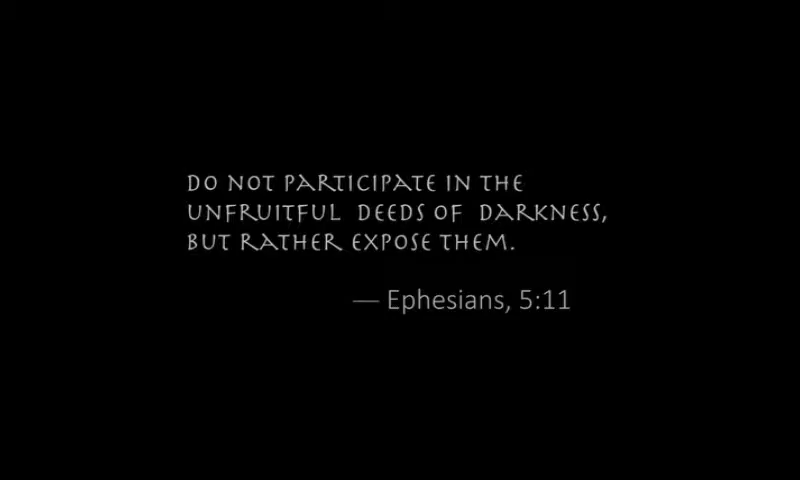 DO NOT PARTICIPATE IN THE
UNFRUITFUL DEEDS OF DARKNESS,
BUT RATHER EXPOSE THEM.
— Ephesians, 5:11